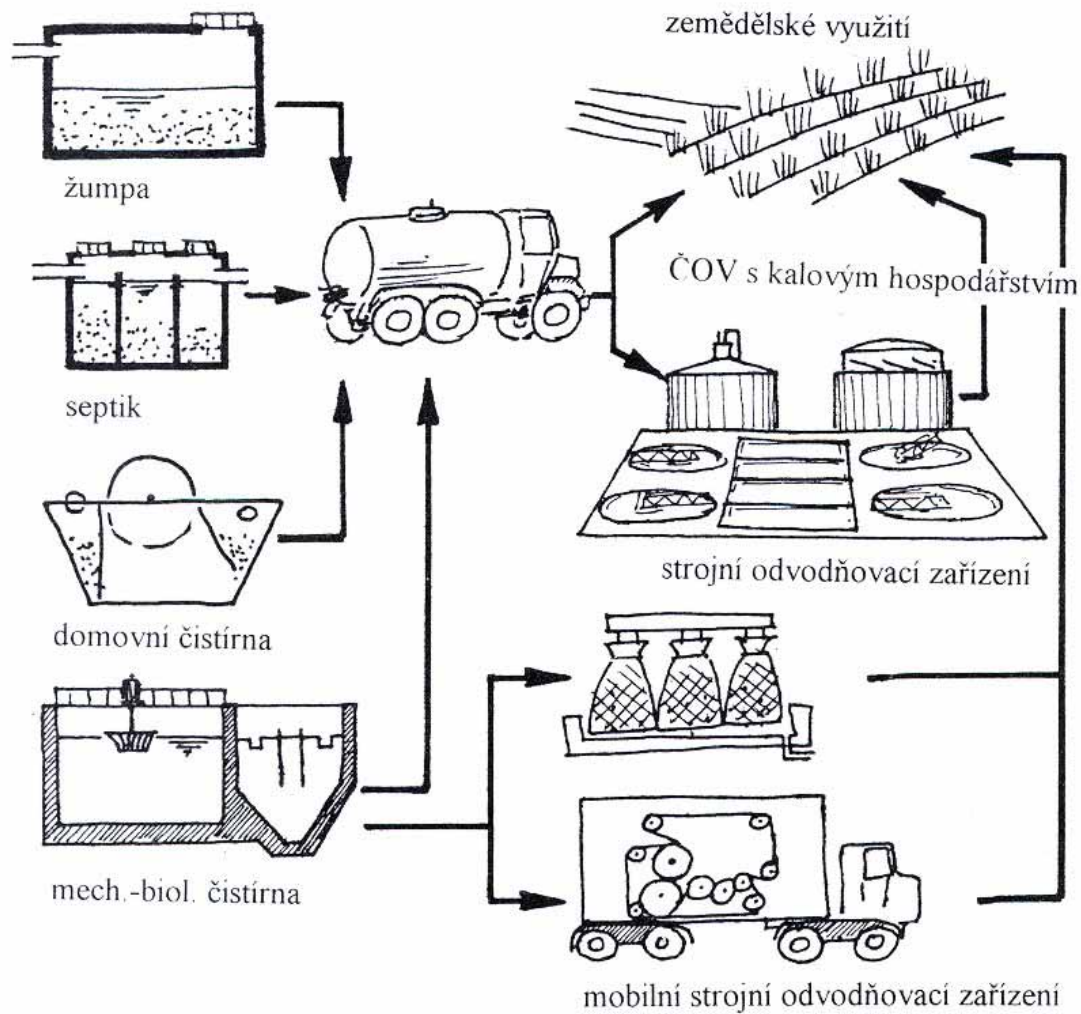 zemědělské využití
žumpa
ČOV s kalovým hospodářstvím
septik
strojní odvodňovací zařízení
domovní čistírna
mech.-biol. čistírna
mobilní strojní odvodňovací zařízení